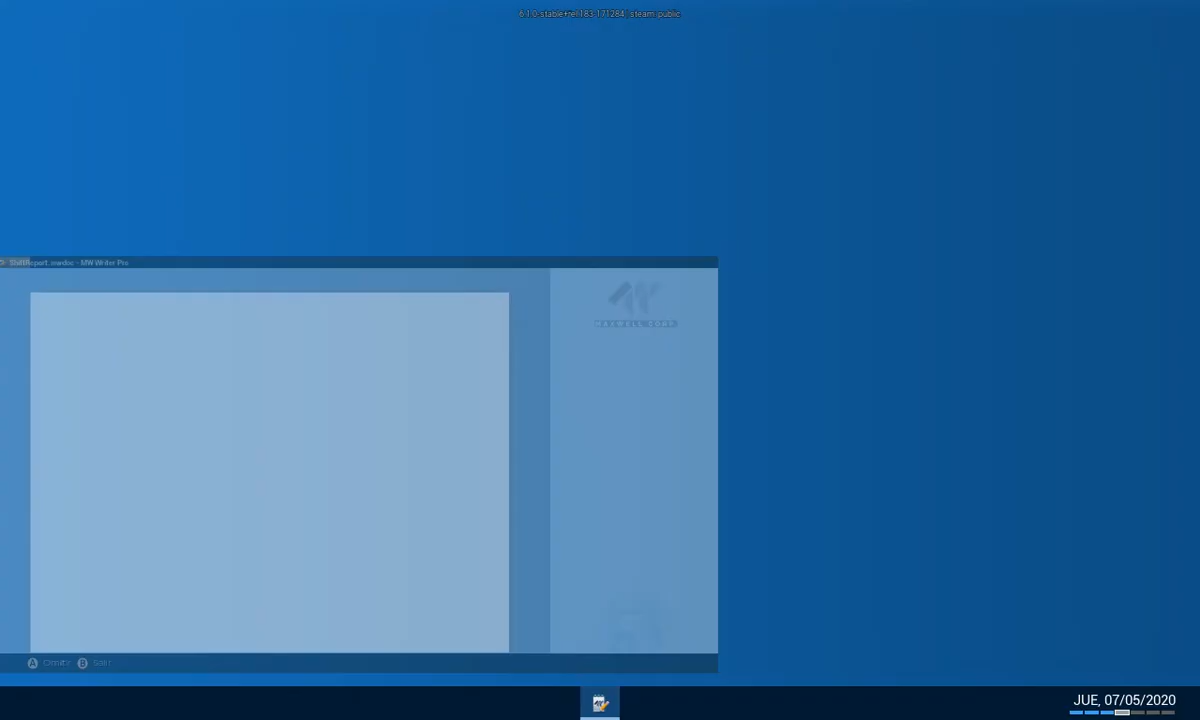 6.1.0-stable+rel.183-171284, steam-public
StaffReport.mwdoc - MW Writer Pro
MAXWELL CORP.
A B Salir
JUE, 07/05/2020